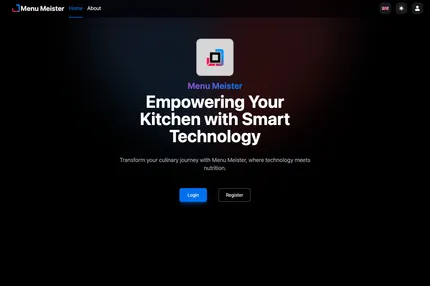 Menu Meister Home About
Menu Meister
Empowering Your
Kitchen with Smart
Technology
Transform your culinary journey with Menu Meister, where technology meets
nutrition.
Login Register